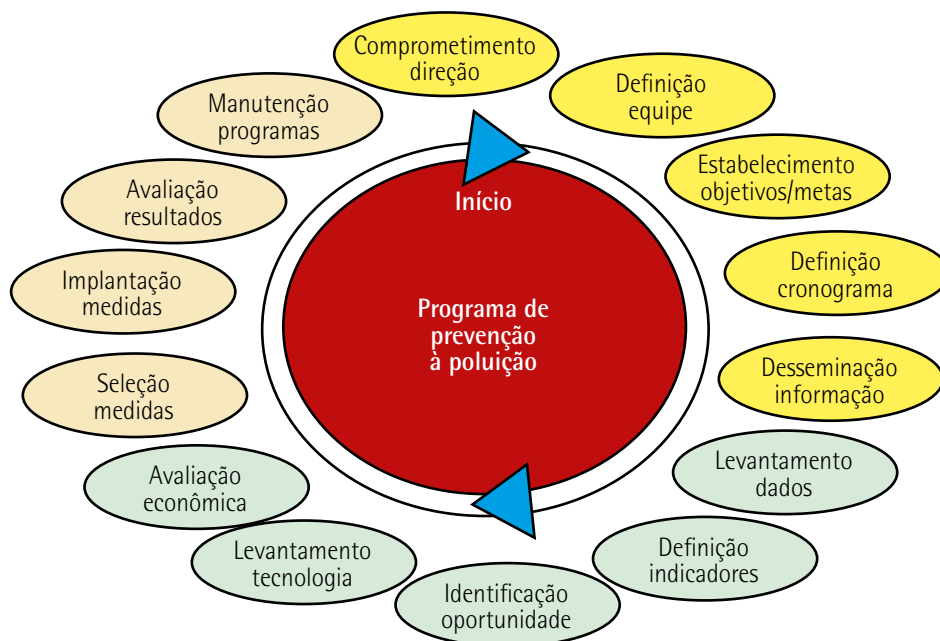 Comprometimento
direção
Definição
equipe
Estabelecimento
objetivos/metas
Definição
cronograma
Desseminação
informação
Levantamento
dados
Definição
indicadores
Identificação
oportunidade
Levantamento
tecnologia
Avaliação
econômica
Seleção
medidas
Implantação
medidas
Avaliação
resultados
Manutenção
programas
Início
Programa de
prevenção
à poluição